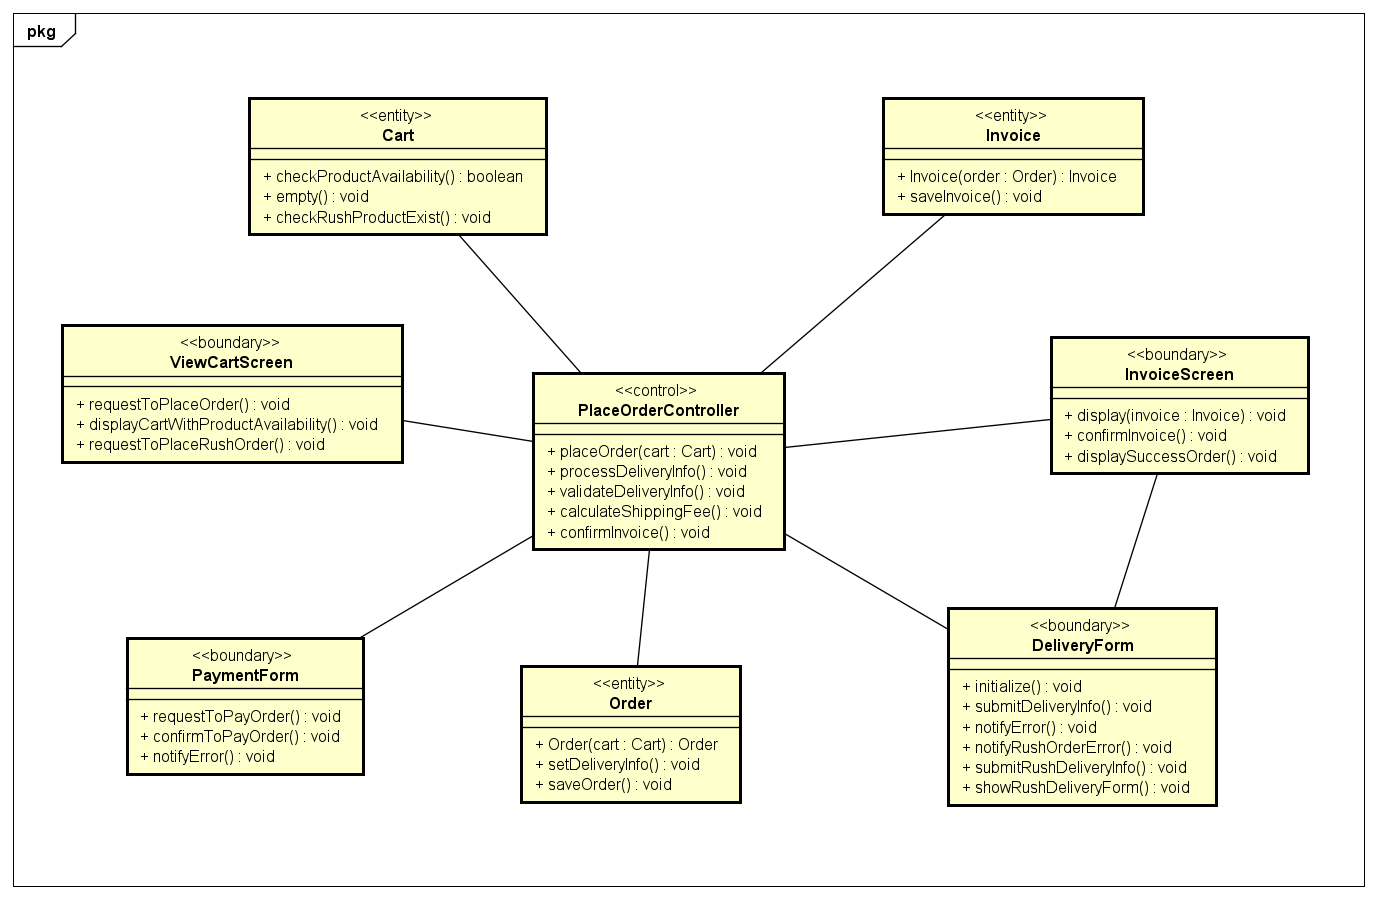 pkg
<<entity>>
Cart
+ checkProductAvailability() : boolean
+ empty() : void
+ checkRushProductExist() : void
<<entity>>
Invoice
+ Invoice(order : Order) : Invoice
+ saveInvoice() : void
<<boundary>>
ViewCartScreen
+ requestToPlaceOrder() : void
+ displayCartWithProductAvailability() : void
+ requestToPlaceRushOrder() : void
<<control>>
PlaceOrderController
+ placeOrder(cart : Cart) : void
+ processDeliveryInfo() : void
+ validateDeliveryInfo() : void
+ calculateShippingFee() : void
+ confirmInvoice() : void
<<boundary>>
InvoiceScreen
+ display(invoice : Invoice) : void
+ confirmInvoice() : void
+ displaySuccessOrder() : void
<<boundary>>
PaymentForm
+ requestToPayOrder() : void
+ confirmToPayOrder() : void
+ notifyError() : void
<<entity>>
Order
+ Order(cart : Cart) : Order
+ setDeliveryInfo() : void
+ saveOrder() : void
<<boundary>>
DeliveryForm
+ initialize() : void
+ submitDeliveryInfo() : void
+ notifyError() : void
+ notifyRushOrderError() : void
+ submitRushDeliveryInfo() : void
+ showRushDeliveryForm() : void